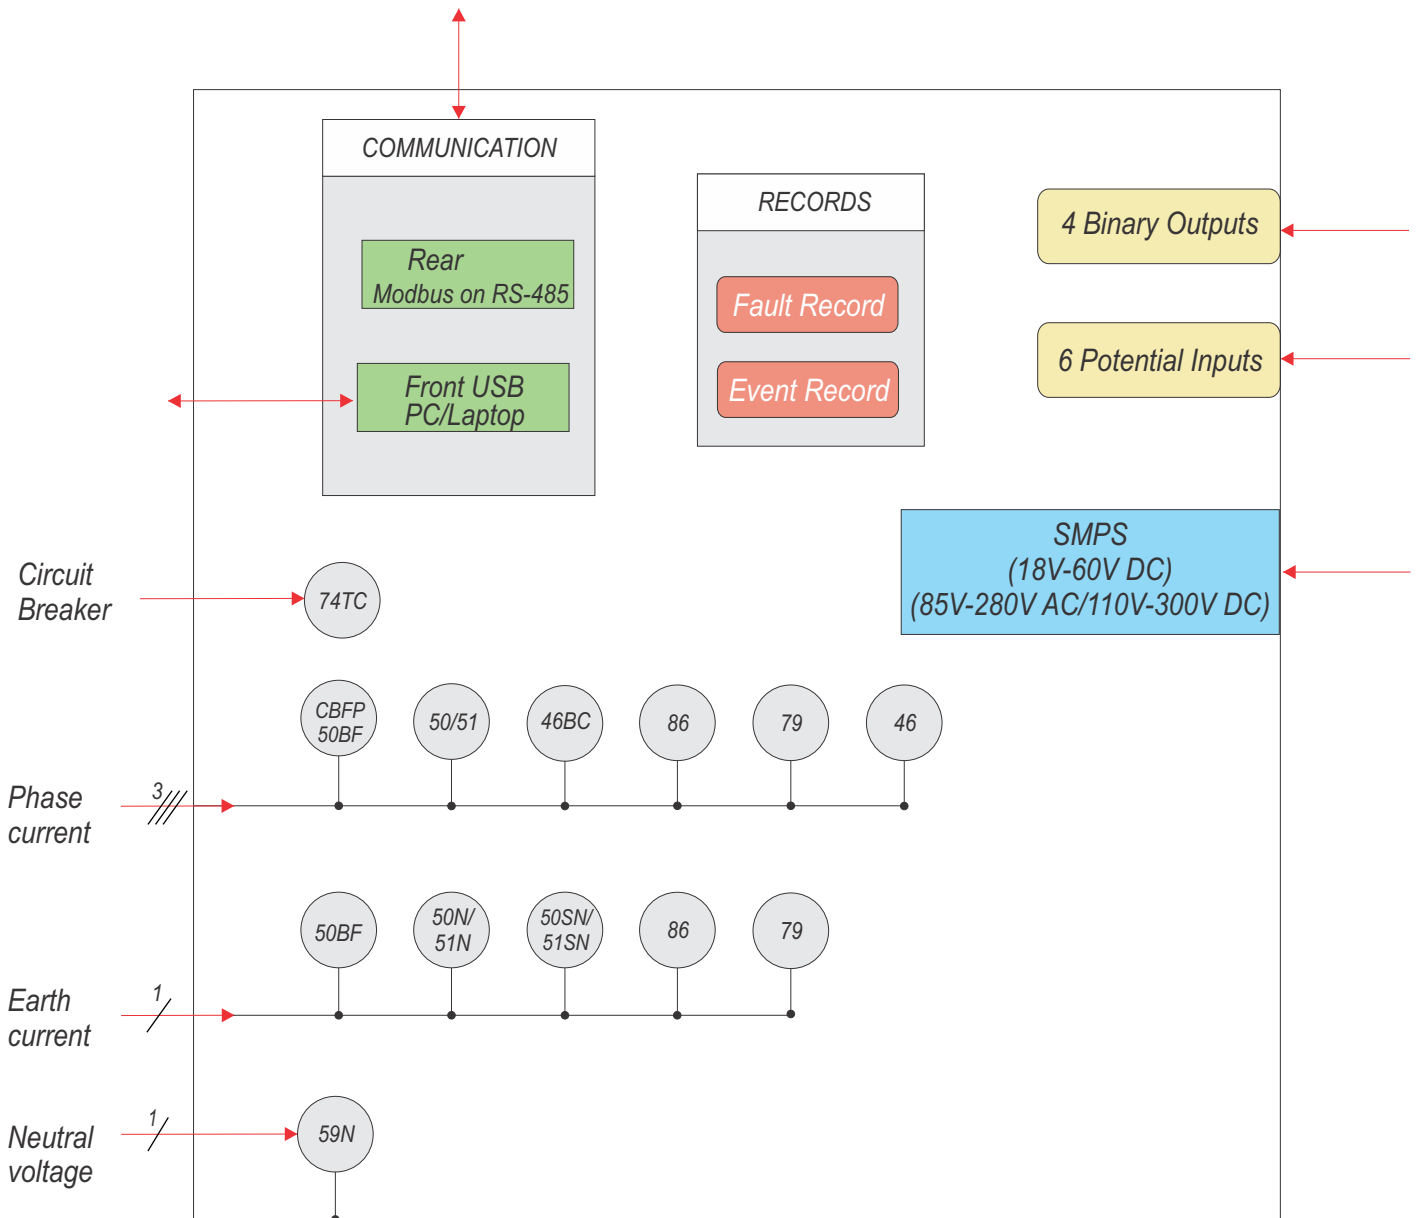 COMMUNICATION
Rear
Modbus on RS-485
Front USB
PC/Laptop
RECORDS
Fault Record
Event Record
4 Binary Outputs
6 Potential Inputs
SMPS
(18V-60V DC)
(85V-280V AC/110V-300V DC)
Circuit
Breaker
74TC
CBFP
50BF
50/51
46BC
86
79
46
Phase
current
3
50BF
50N/
51N
50SN/
51SN
86
79
Earth
current
1
Neutral
voltage
1
59N